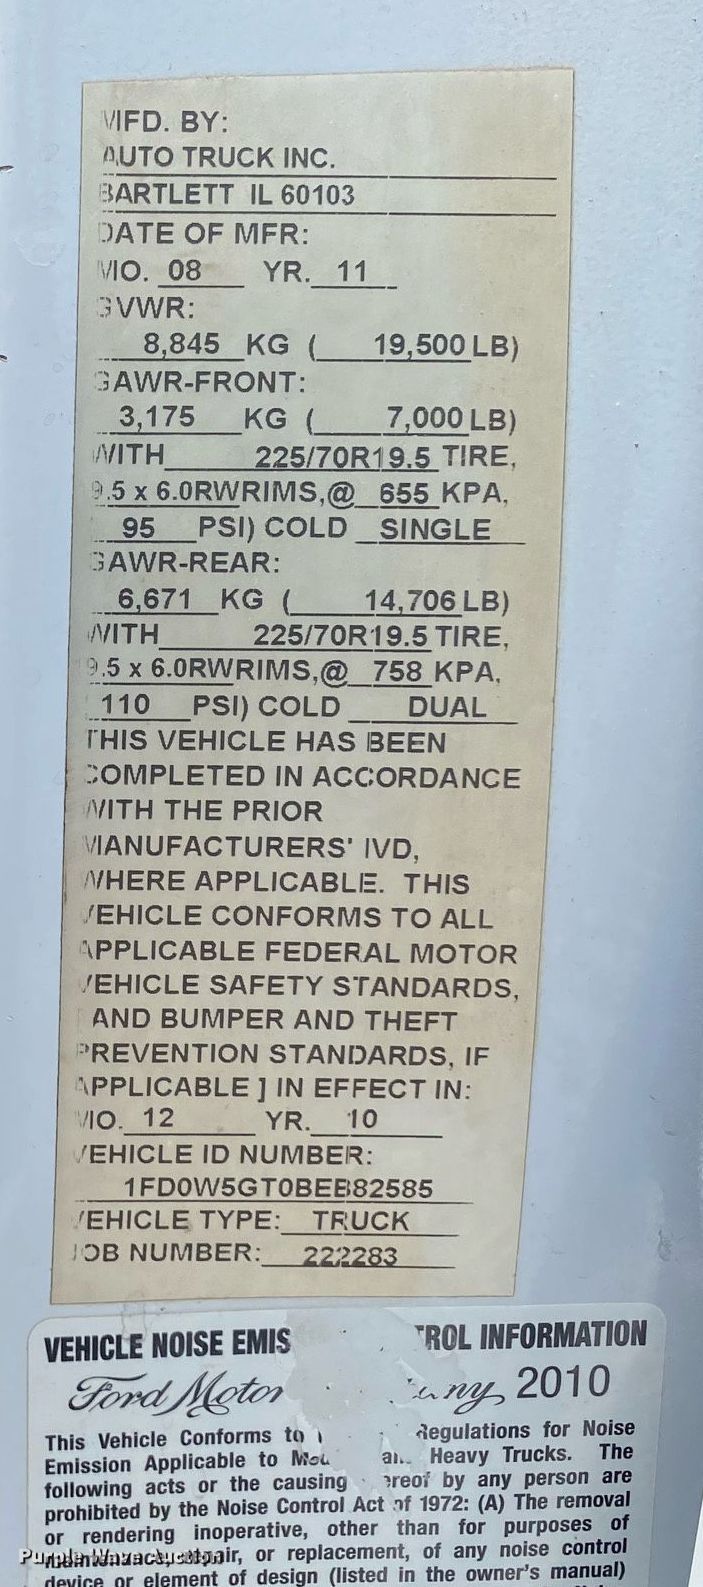 MFD. BY:
AUTO TRUCK INC.
BARTLETT IL 60103
DATE OF MFR:
MO. 08 YR. 11
GVWR:
8,845 KG ( 19,500 LB)
GAWR-FRONT:
3,175 KG ( 7,000 LB)
WITH 225/70R19.5 TIRE,
9.5 x 6.0RWRIMS,@ 655 KPA,
95 PSI) COLD SINGLE
GAWR-REAR:
6,671 KG ( 14,706 LB)
WITH 225/70R19.5 TIRE,
9.5 x 6.0RWRIMS,@ 758 KPA,
110 PSI) COLD DUAL
THIS VEHICLE HAS BEEN
COMPLETED IN ACCORDANCE
WITH THE PRIOR
MANUFACTURERS' IVD,
WHERE APPLICABLE. THIS
VEHICLE CONFORMS TO ALL
APPLICABLE FEDERAL MOTOR
VEHICLE SAFETY STANDARDS,
AND BUMPER AND THEFT
PREVENTION STANDARDS, IF
APPLICABLE ] IN EFFECT IN:
MO. 12 YR. 10
VEHICLE ID NUMBER:
1FD0W5GT0BEB82585
VEHICLE TYPE: TRUCK
JOB NUMBER: 222283
VEHICLE NOISE EMIS TROL INFORMATION
Ford Motor ny 2010
This Vehicle Conforms to Regulations for Noise
Emission Applicable to Heavy Trucks. The
following acts or the causing ereof by any person are
prohibited by the Noise Control Act of 1972: (A) The removal
or rendering inoperative, other than for purposes of
Purple Wave Auction
or replacement, of any noise control
device or element of design (listed in the owner's manual)